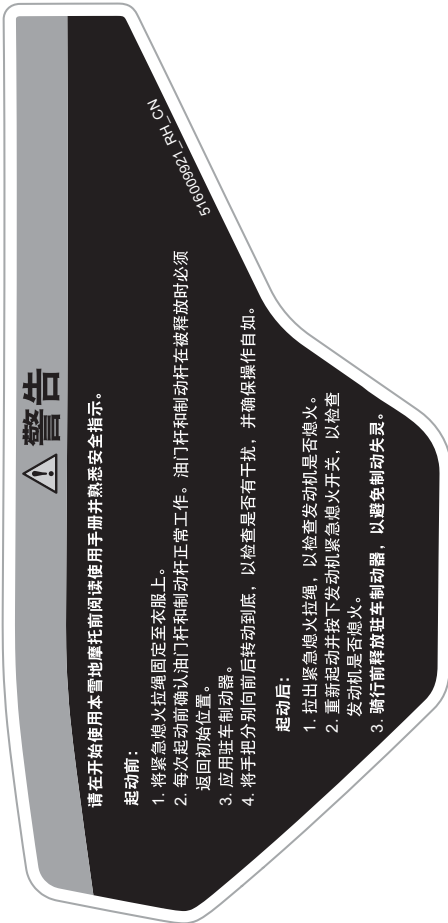 警告
请在开始使用本雪地摩托前阅读使用手册并熟悉安全指示。
起动前：
1. 将紧急熄火拉绳固定至衣服上。
2. 每次起动前确认油门杆和制动杆正常工作。油门杆和制动杆在被释放时必须
返回初始位置。
3. 应用驻车制动器。
4. 将手把分别向前后转动到底，以检查是否有干扰，并确保操作自如。
起动后：
1. 拉出紧急熄火拉绳，以检查发动机是否熄火。
2. 重新起动并按下发动机紧急熄火开关，以检查
发动机是否熄火。
3. 骑行前释放驻车制动器，以避免制动失灵。
516009921_RH_CN